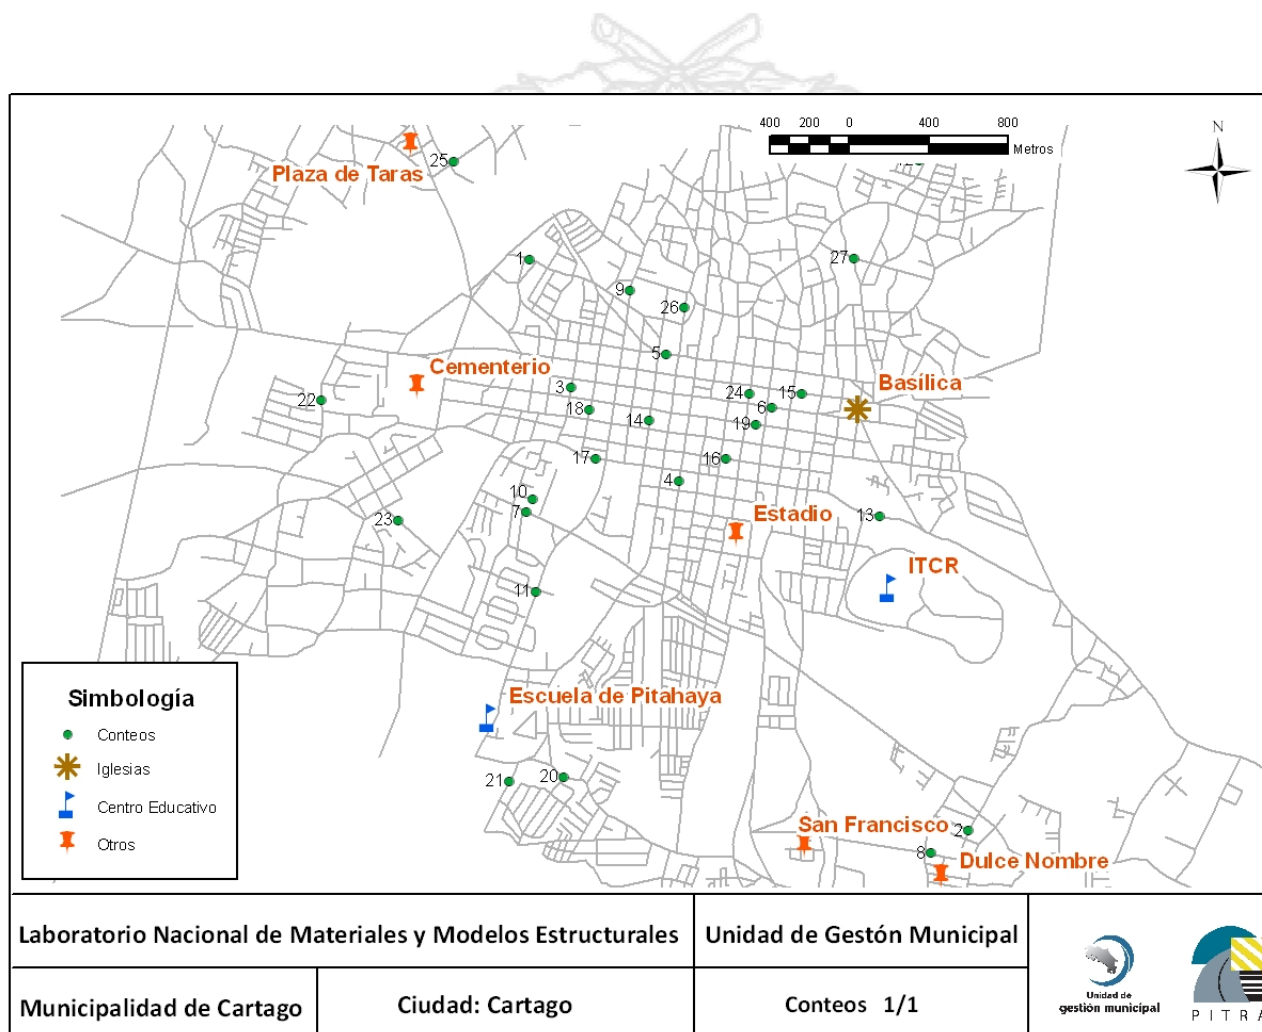 400 200 0 400 800
Metros
N
Plaza de Taras
25
1
27
9
26
5
Cementerio
3
24
15
Basílica
22
18
14
6
19
17
16
4
10
7
23
Estadio
13
ITCR
11
Escuela de Pitahaya
21
20
San Francisco
2
8
Dulce Nombre
Simbología
Conteos
Iglesias
Centro Educativo
Otros
Laboratorio Nacional de Materiales y Modelos Estructurales
Unidad de Gestón Municipal
Municipalidad de Cartago
Ciudad: Cartago
Conteos 1/1
Unidad de
gestión municipal
P I T R A